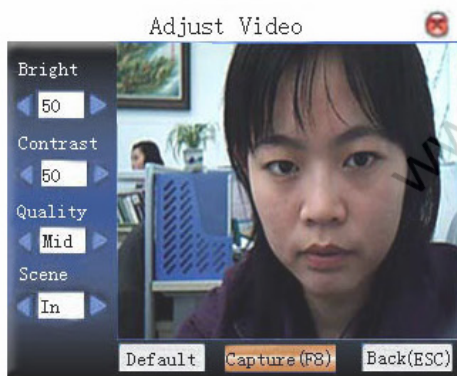 Adjust Video
Bright
50
Contrast
50
Quality
Mid
Scene
In
Default Capture(F8) Back(ESC)